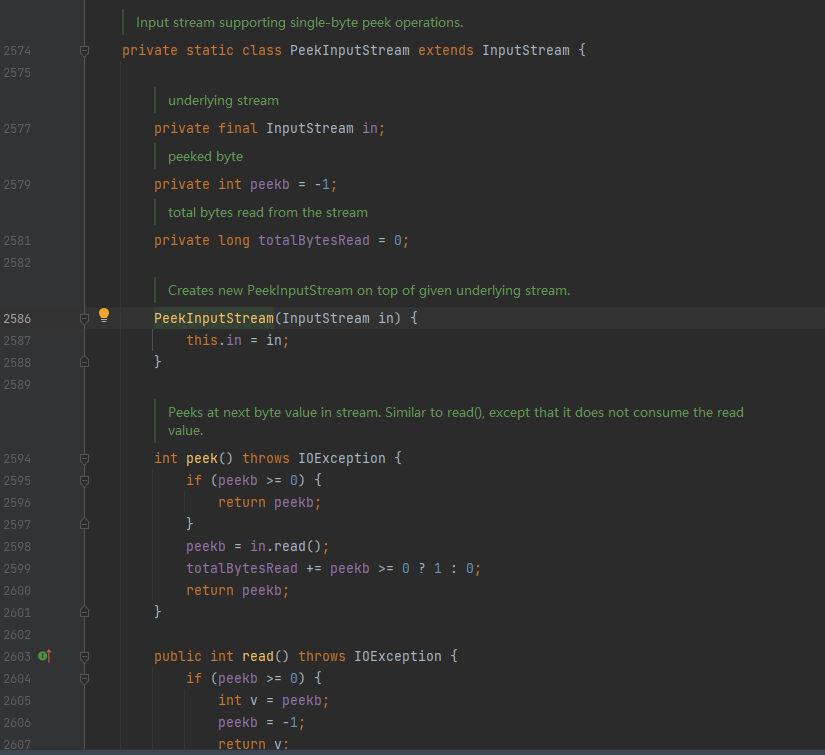 Input stream supporting single-byte peek operations.
2574 private static class PeekInputStream extends InputStream {
2575
underlying stream
2577 private final InputStream in;
peeked byte
2579 private int peekb = -1;
total bytes read from the stream
2581 private long totalBytesRead = 0;
2582
Creates new PeekInputStream on top of given underlying stream.
2586 PeekInputStream(InputStream in) {
2587 this.in = in;
2588 }
2589
Peeks at next byte value in stream. Similar to read(), except that it does not consume the read
value.
2594 int peek() throws IOException {
2595 if (peekb >= 0) {
2596 return peekb;
2597 }
2598 peekb = in.read();
2599 totalBytesRead += peekb >= 0 ? 1 : 0;
2600 return peekb;
2601 }
2602
2603 public int read() throws IOException {
2604 if (peekb >= 0) {
2605 int v = peekb;
2606 peekb = -1;
2607 return v;